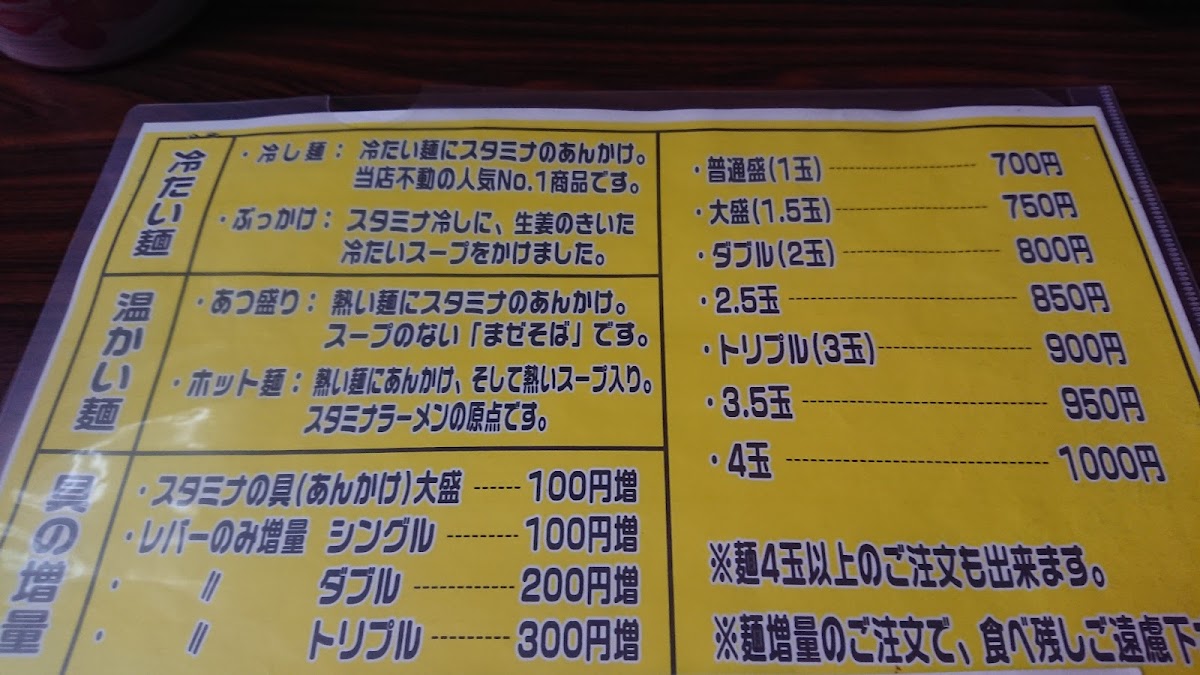 冷たい麺
・冷し麺： 冷たい麺にスタミナのあんかけ。
当店不動の人気No.1商品です。
・ぶっかけ： スタミナ冷しに、生姜のきいた
冷たいスープをかけました。
温かい麺
・あつ盛り： 熱い麺にスタミナのあんかけ。
スープのない「まぜそば」です。
・ホット麺： 熱い麺にあんかけ、そして熱いスープ入り。
スタミナラーメンの原点です。
具の増量
・スタミナの具(あんかけ)大盛 ------ 100円増
・レバーのみ増量 シングル --------- 100円増
・ 〃 ダブル ------------ 200円増
・ 〃 トリプル --------- 300円増
・普通盛(1玉) ------------------ 700円
・大盛(1.5玉) ------------------ 750円
・ダブル(2玉) ------------------ 800円
・2.5玉 -------------------------- 850円
・トリプル(3玉) ------------------ 900円
・3.5玉 -------------------------- 950円
・4玉 ---------------------------- 1000円
※麺4玉以上のご注文も出来ます。
※麺増量のご注文で、食べ残しご遠慮下さ